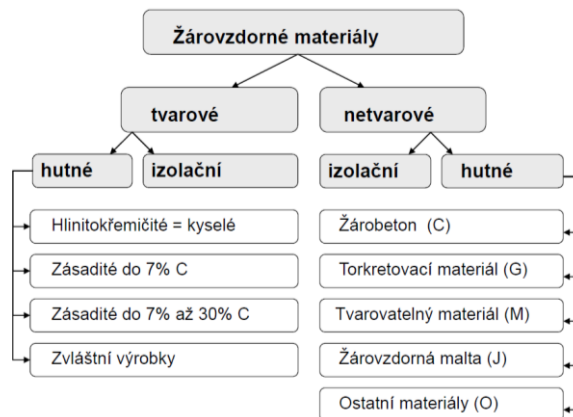 Žárovzdorné materiály
tvarové
netvarové
hutné
izolační
izolační
hutné
Hlinitokřemičité = kyselé
Zásadité do 7% C
Zásadité do 7% až 30% C
Zvláštní výrobky
Žárobeton (C)
Torkretovací materiál (G)
Tvarovatelný materiál (M)
Žárovzdorná malta (J)
Ostatní materiály (O)